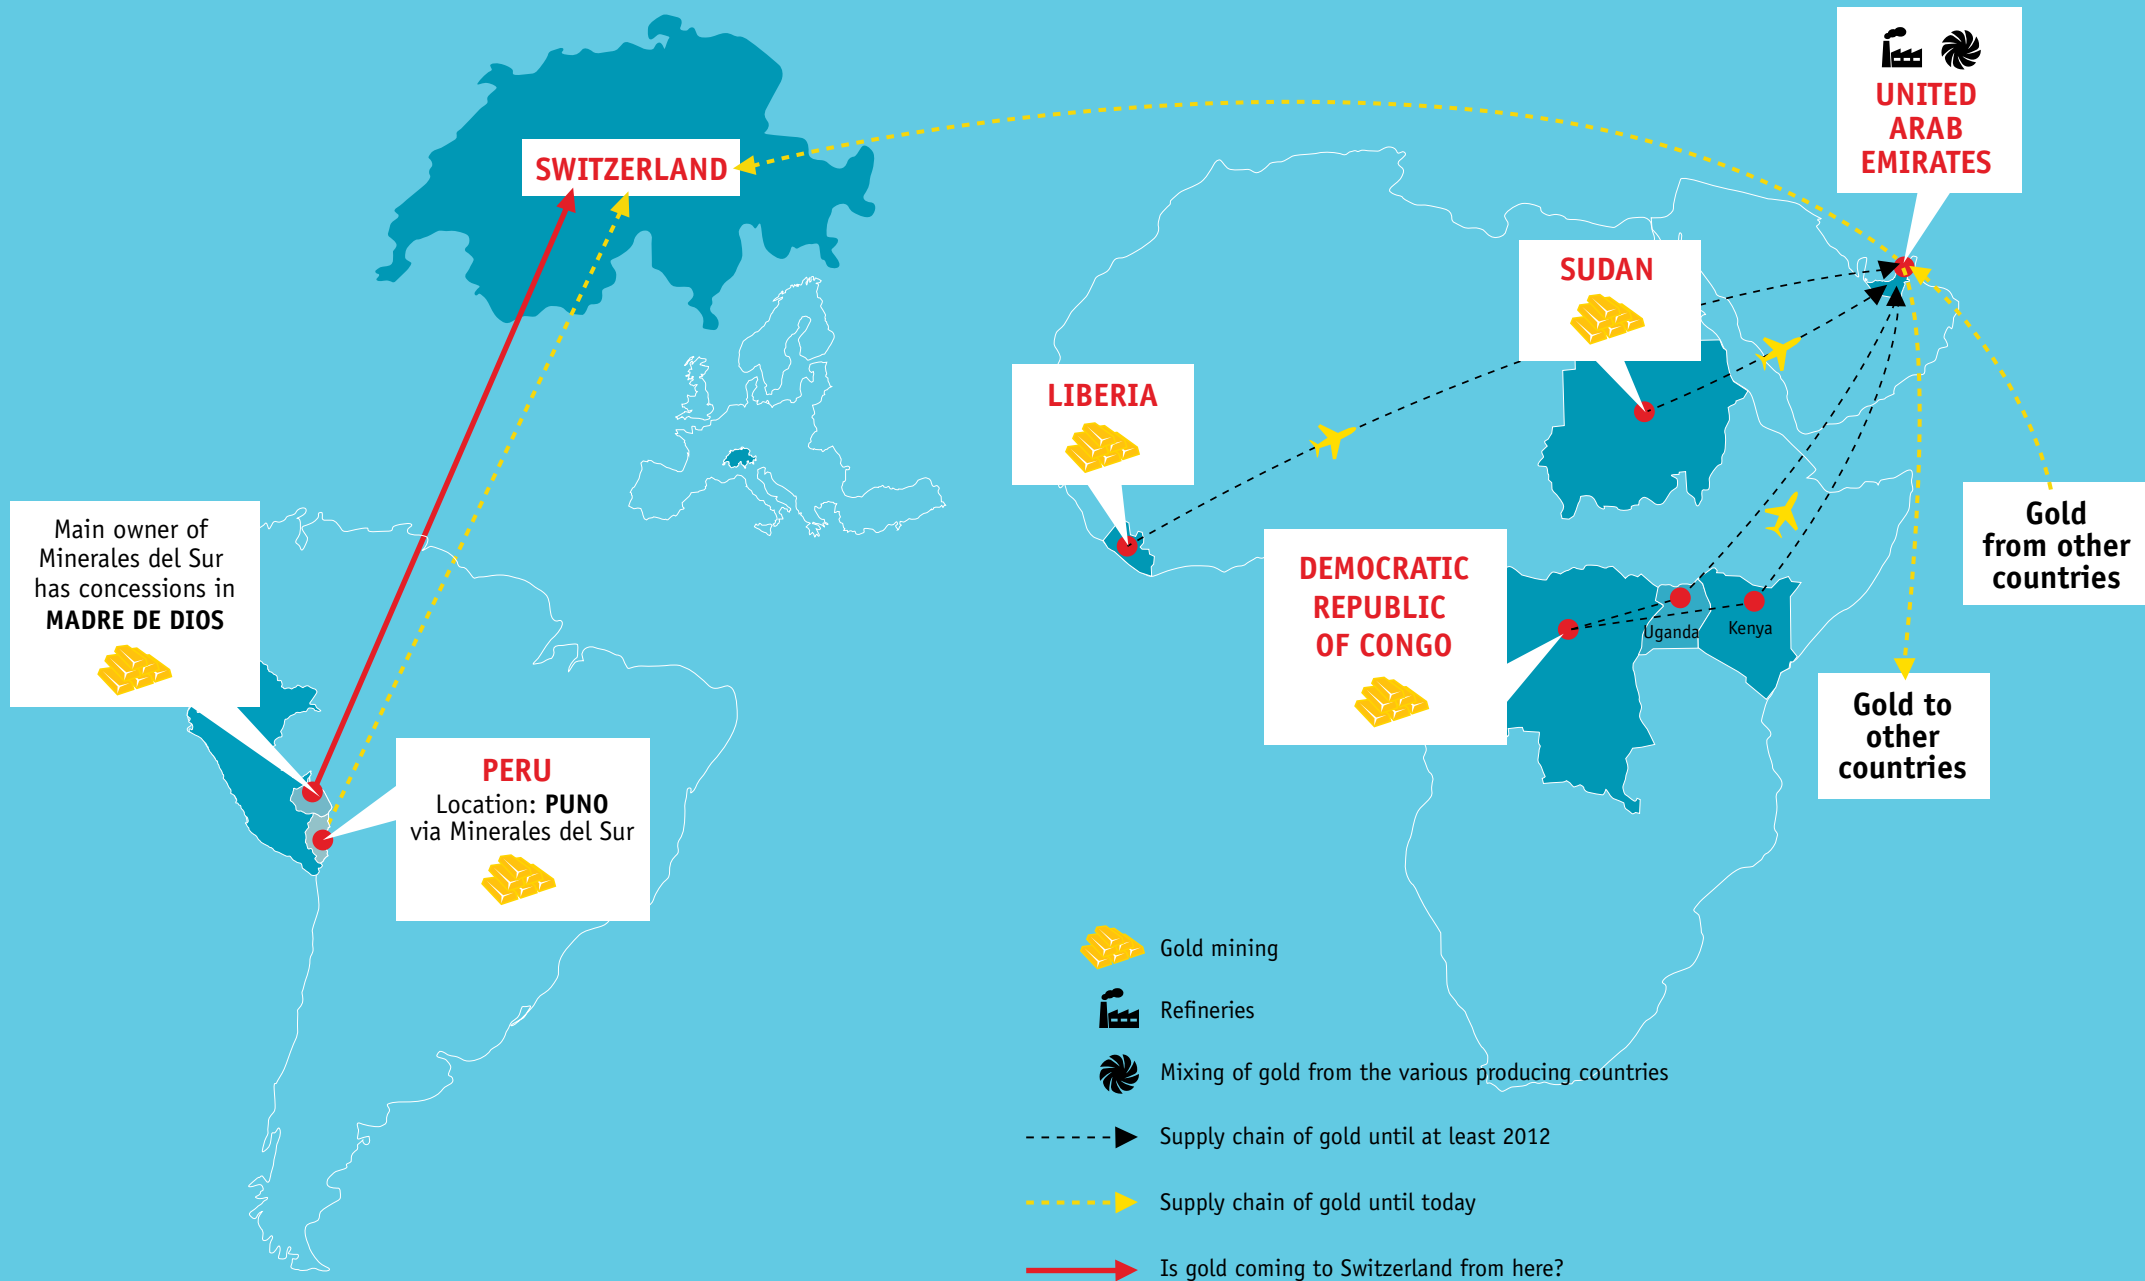 UNITED
ARAB
EMIRATES
SWITZERLAND
SUDAN
LIBERIA
Gold
from other
countries
Main owner of
Minerales del Sur
has concessions in
MADRE DE DIOS
DEMOCRATIC
REPUBLIC
OF CONGO
Uganda
Kenya
Gold to
other
countries
PERU
Location: PUNO
via Minerales del Sur
Gold mining
Refineries
Mixing of gold from the various producing countries
Supply chain of gold until at least 2012
Supply chain of gold until today
Is gold coming to Switzerland from here?